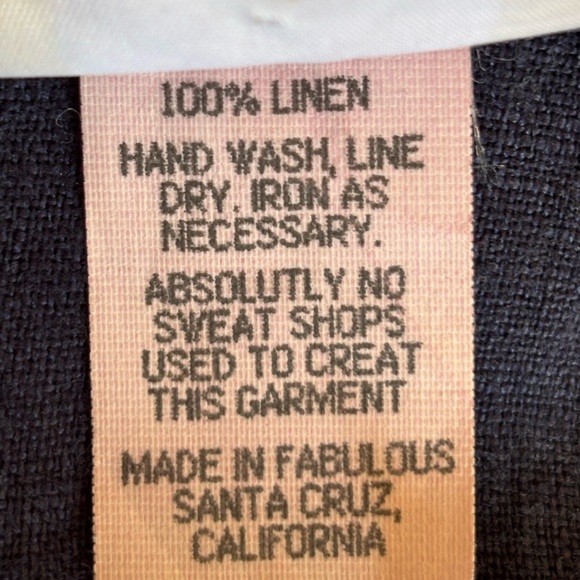 100% LINEN
HAND WASH, LINE
DRY. IRON AS
NECESSARY.
ABSOLUTLY NO
SWEAT SHOPS
USED TO CREAT
THIS GARMENT
MADE IN FABULOUS
SANTA CRUZ,
CALIFORNIA